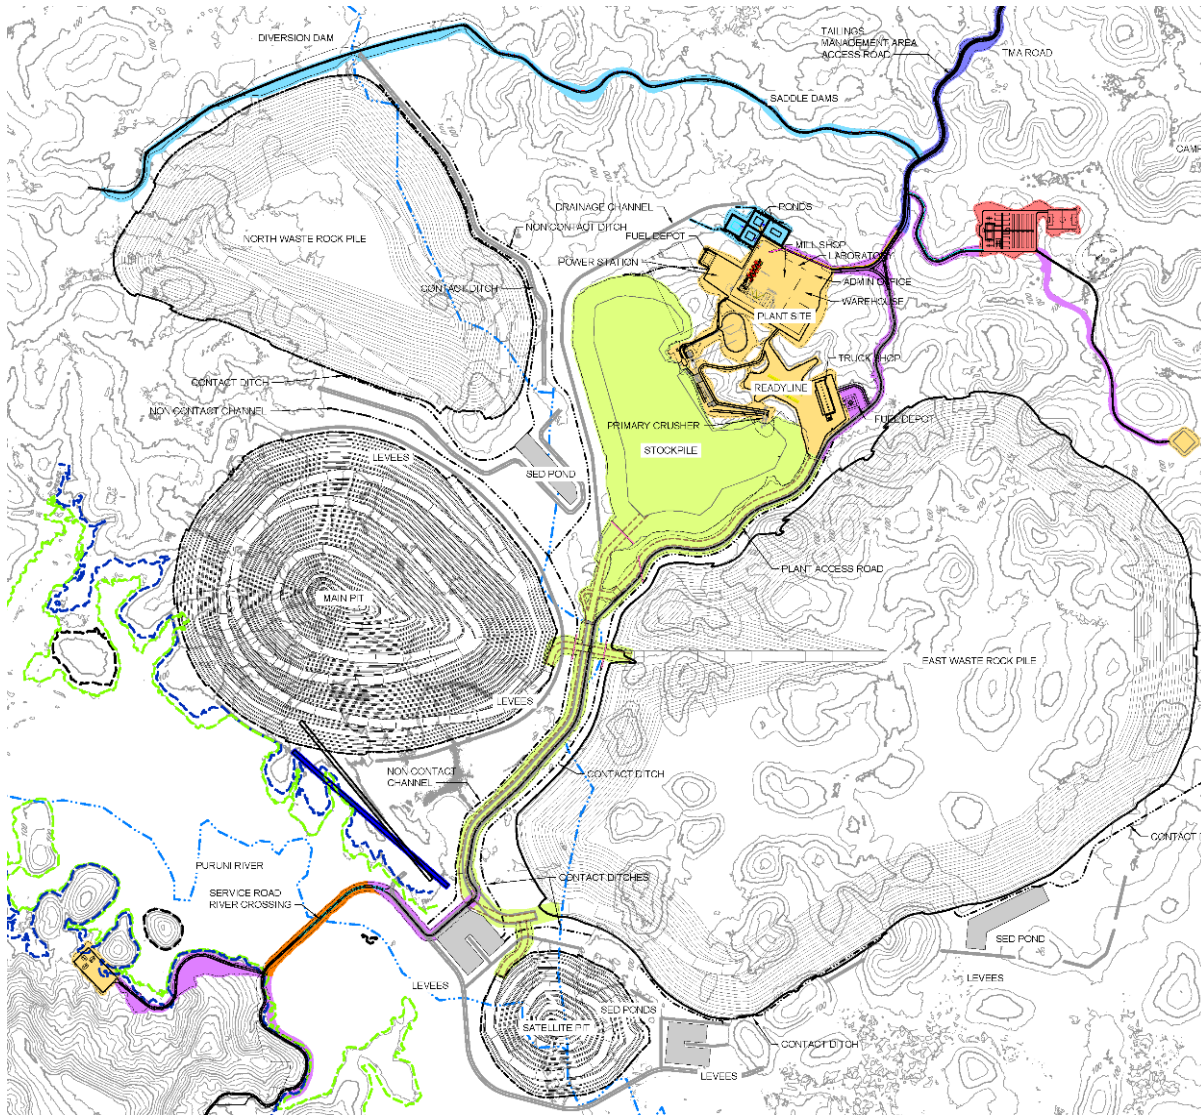 DIVERSION DAM
TAILINGS
MANAGEMENT AREA
ACCESS ROAD
TMA ROAD
SADDLE DAMS
CAMP
DRAINAGE CHANNEL
PONDS
NON CONTACT DITCH
FUEL DEPOT
MILL SHOP
LABORATORY
NORTH WASTE ROCK PILE
POWER STATION
CONTACT DITCH
ADMIN OFFICE
WAREHOUSE
PLANT SITE
TRUCK SHOP
CONTACT DITCH
READYLINE
NON CONTACT CHANNEL
PRIMARY CRUSHER
FUEL DEPOT
LEVEES
STOCKPILE
SED POND
PLANT ACCESS ROAD
MAIN PIT
EAST WASTE ROCK PILE
LEVEES
NON CONTACT
CHANNEL
CONTACT DITCH
CONTACT
PURUNI RIVER
SERVICE ROAD
RIVER CROSSING
CONTACT DITCHES
SED POND
LEVEES
LEVEES
SED PONDS
SATELLITE PIT
CONTACT DITCH
LEVEES